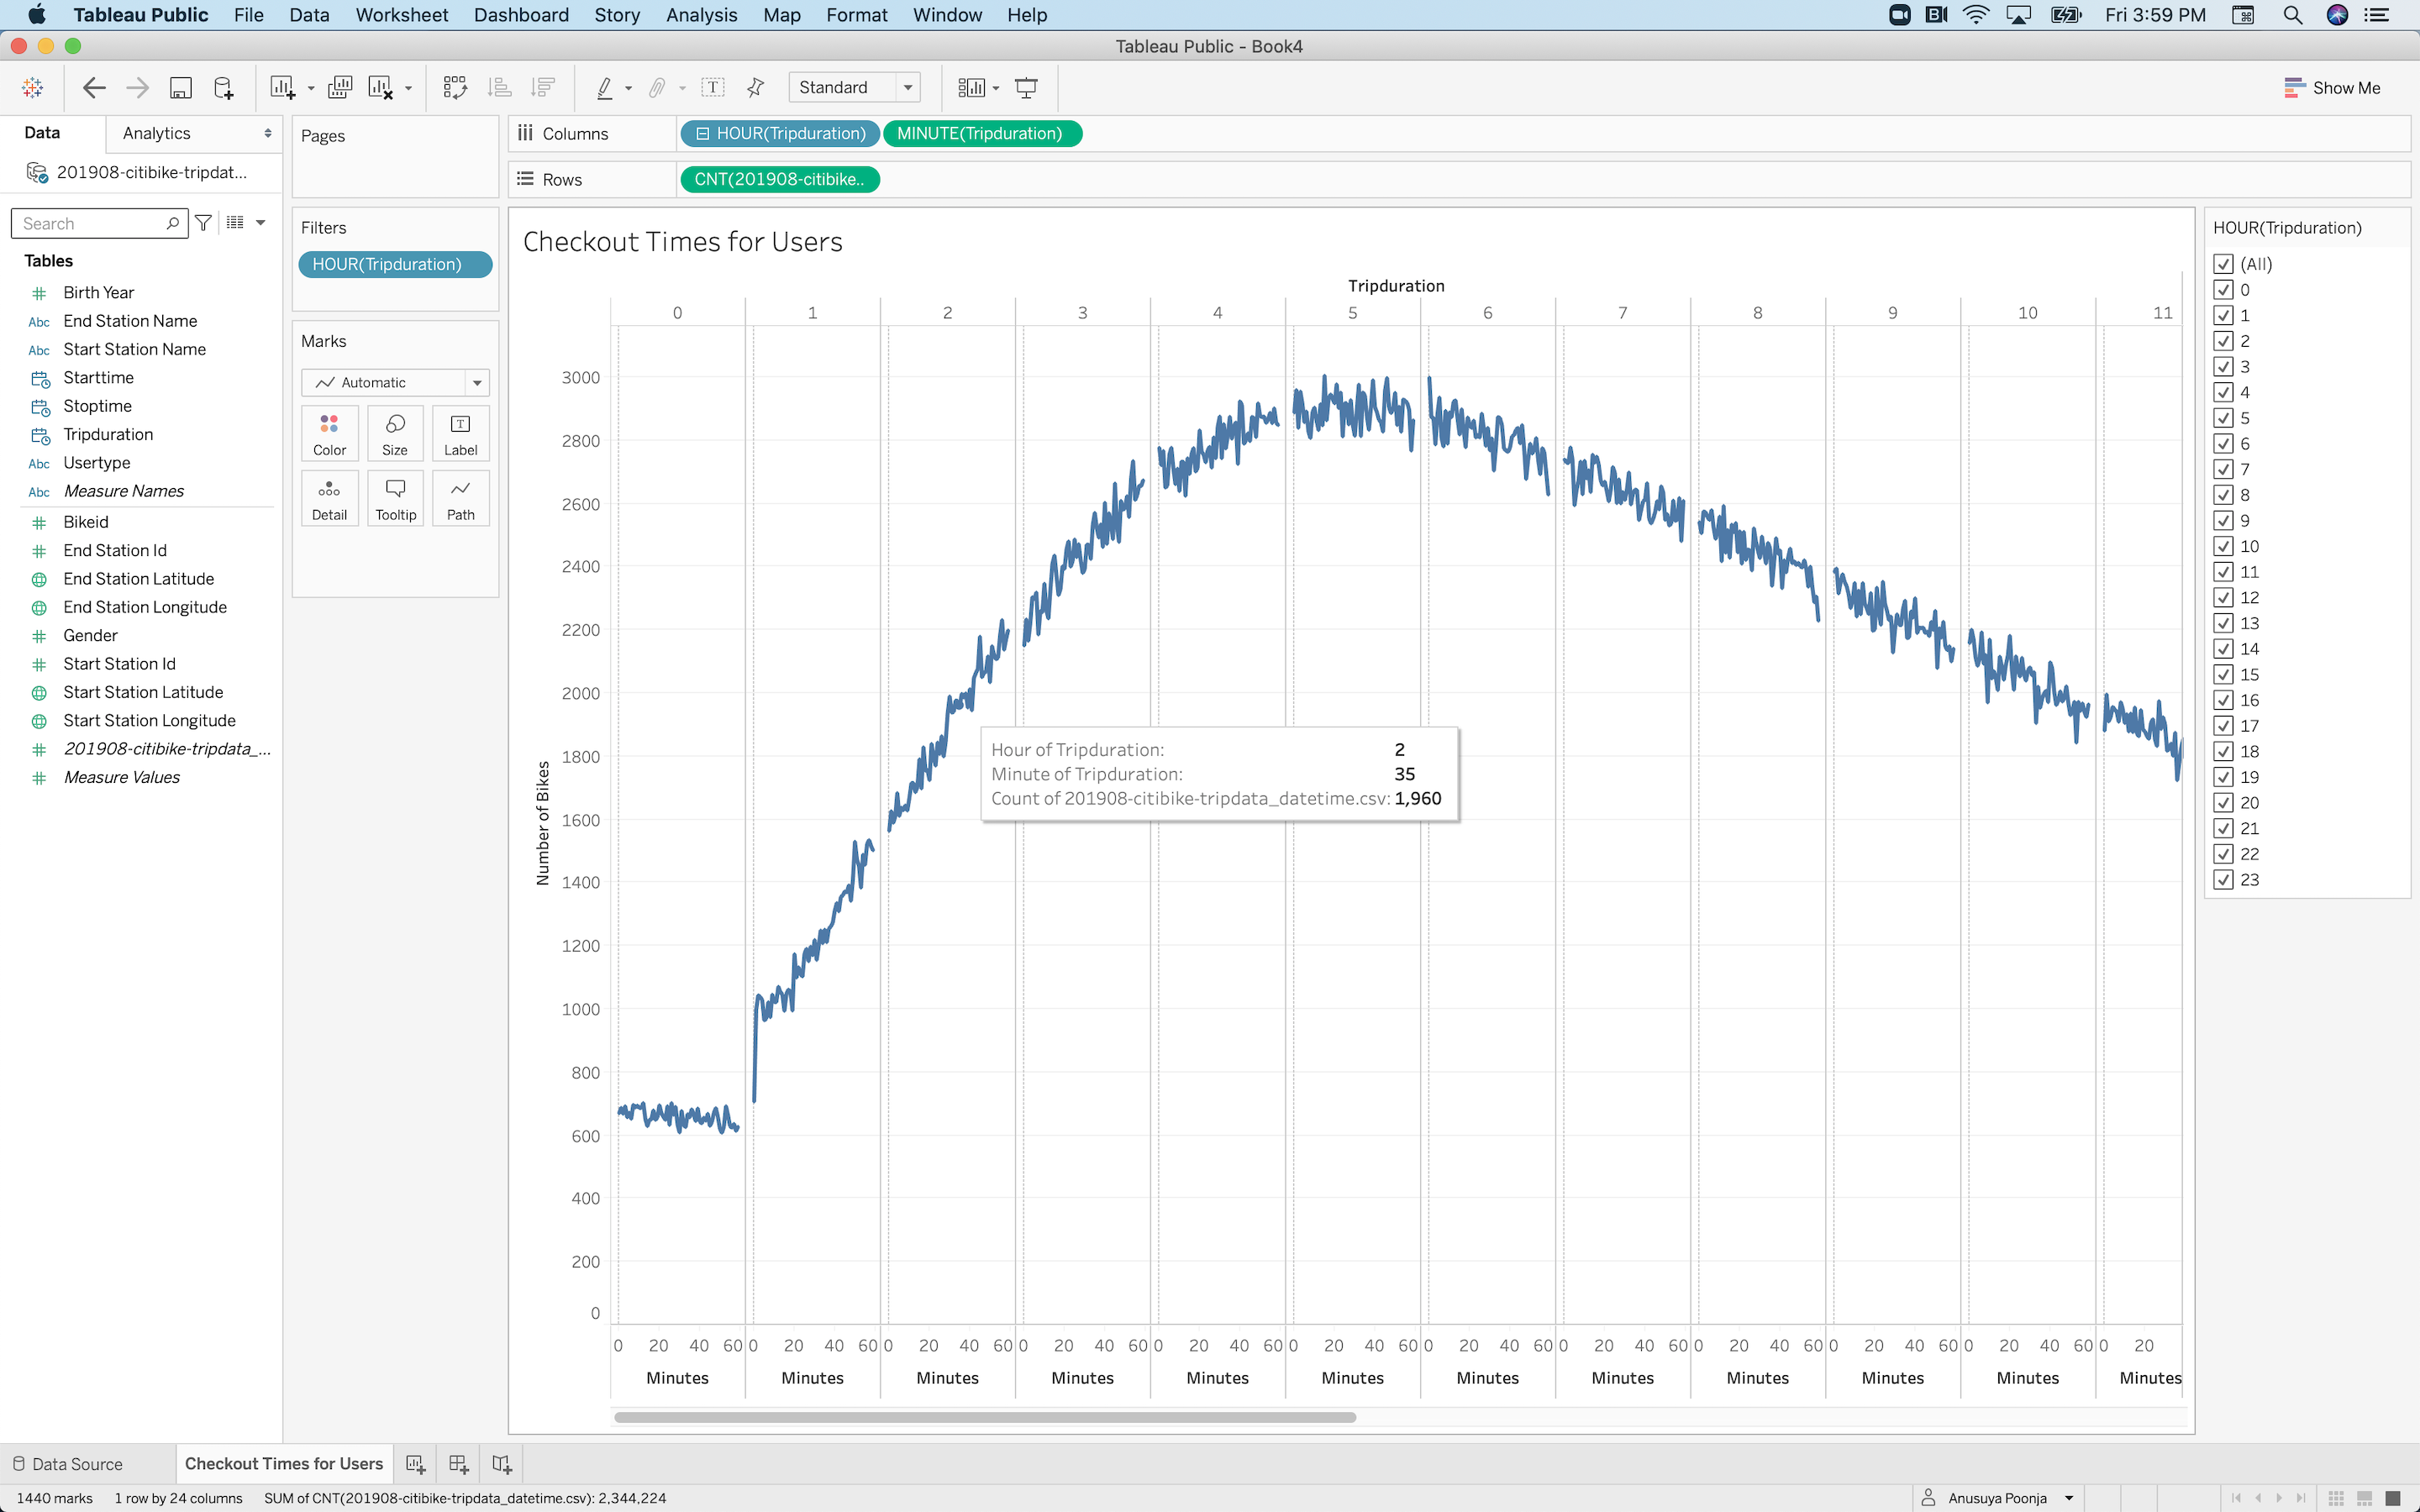 Tableau Public File Data Worksheet Dashboard Story Analysis Map Format Window Help Fri 3:59 PM
Tableau Public - Book4
Standard Show Me
Data Analytics
201908-citibike-tripdat...
Search
Tables
Birth Year
Abc End Station Name
Abc Start Station Name
Starttime
Stoptime
Tripduration
Abc Usertype
Abc Measure Names
Bikeid
End Station Id
End Station Latitude
End Station Longitude
Gender
Start Station Id
Start Station Latitude
Start Station Longitude
201908-citibike-tripdata_...
Measure Values
Pages
Filters
HOUR(Tripduration)
Marks
Automatic
Color Size Label
Detail Tooltip Path
Columns HOUR(Tripduration) MINUTE(Tripduration)
Rows CNT(201908-citibike..
Checkout Times for Users
Tripduration
0 1 2 3 4 5 6 7 8 9 10 11
Number of Bikes
3000
2800
2600
2400
2200
2000
1800
1600
1400
1200
1000
800
600
400
200
0
Hour of Tripduration: 2
Minute of Tripduration: 35
Count of 201908-citibike-tripdata_datetime.csv: 1,960
0 20 40 60 0 20 40 60 0 20 40 60 0 20 40 60 0 20 40 60 0 20 40 60 0 20 40 60 0 20 40 60 0 20 40 60 0 20 40 60 0 20 40 60 0 20
Minutes Minutes Minutes Minutes Minutes Minutes Minutes Minutes Minutes Minutes Minutes Minutes
HOUR(Tripduration)
(All)
0
1
2
3
4
5
6
7
8
9
10
11
12
13
14
15
16
17
18
19
20
21
22
23
Data Source Checkout Times for Users
1440 marks 1 row by 24 columns SUM of CNT(201908-citibike-tripdata_datetime.csv): 2,344,224 Anusuya Poonja